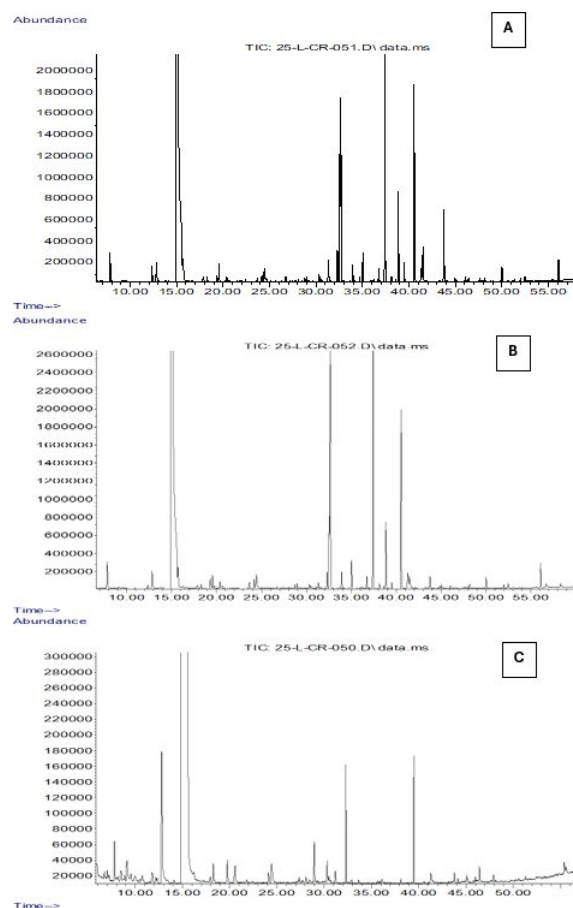 Abundance
A
TIC: 25-L-CR-051.D\ data.ms
2000000
1800000
1600000
1400000
1200000
1000000
800000
600000
400000
200000
10.00 15.00 20.00 25.00 30.00 35.00 40.00 45.00 50.00 55.00
Time-->
Abundance
B
TIC: 25-L-CR-052.D\ data.ms
2600000
2400000
2200000
2000000
1800000
1600000
1400000
1200000
1000000
800000
600000
400000
200000
10.00 15.00 20.00 25.00 30.00 35.00 40.00 45.00 50.00 55.00
Time-->
Abundance
C
TIC: 25-L-CR-050.D\ data.ms
300000
280000
260000
240000
220000
200000
180000
160000
140000
120000
100000
80000
60000
40000
20000
10.00 15.00 20.00 25.00 30.00 35.00 40.00 45.00 50.00
Time-->